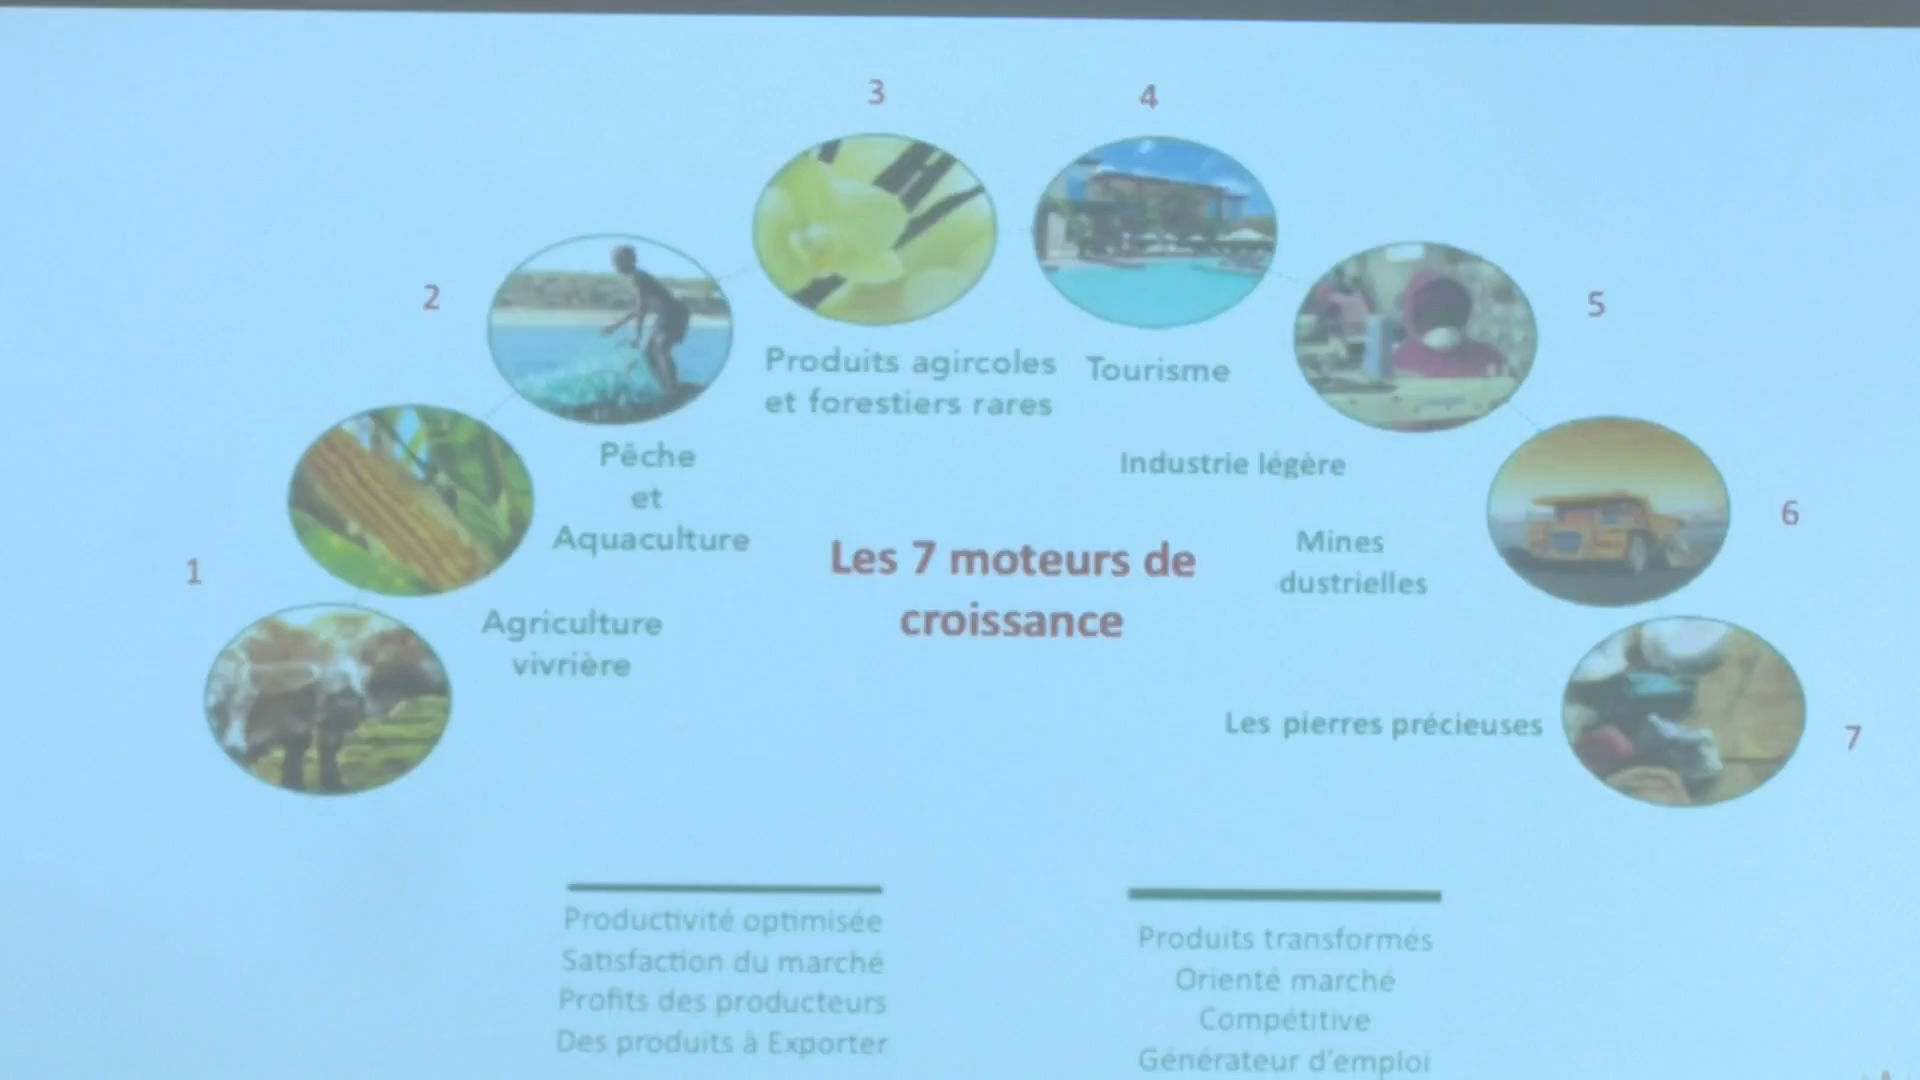 3
4
2
5
Produits agircoles
et forestiers rares
Tourisme
Pêche
et
Aquaculture
Industrie légère
6
1
Les 7 moteurs de
croissance
Mines
dustrielles
Agriculture
vivrière
Les pierres précieuses
7
Productivité optimisée
Satisfaction du marché
Profits des producteurs
Des produits à Exporter
Produits transformés
Orienté marché
Compétitive
Générateur d'emploi